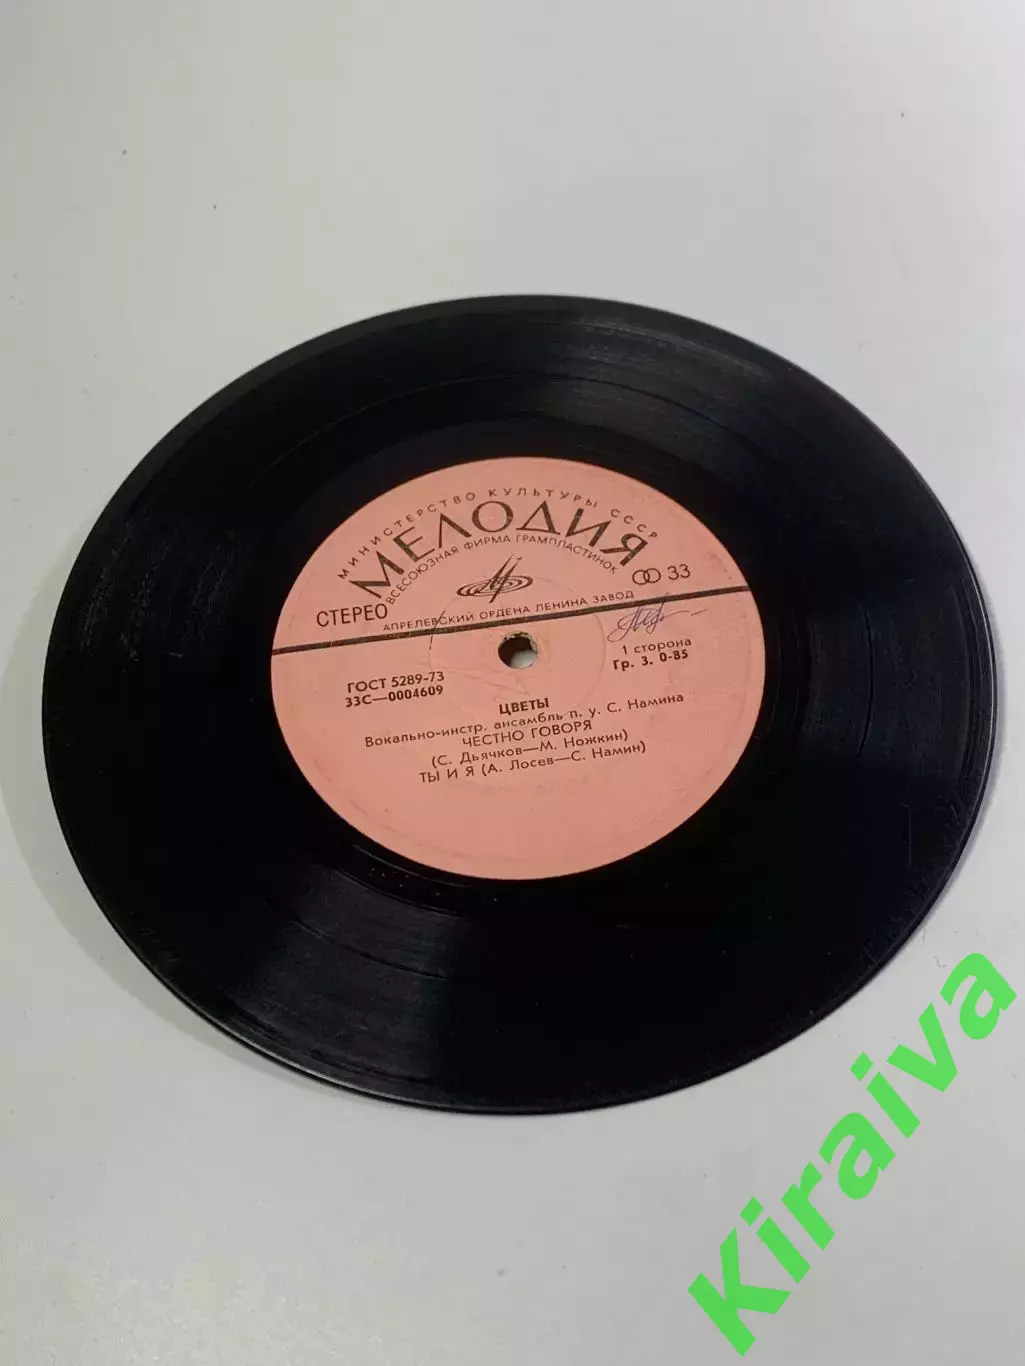 МИНИСТЕРСТВО КУЛЬТУРЫ СССР
МЕЛОДИЯ
ВСЕСОЮЗНАЯ ФИРМА ГРАМПЛАСТИНОК
33
СТЕРЕО
АПРЕЛЕВСКИЙ ОРДЕНА ЛЕНИНА ЗАВОД
1 сторона
Гр. 3. 0-85
ГОСТ 5289-73
33С—0004609
ЦВЕТЫ
Вокально-инстр. ансамбль п. у. С. Намина
ЧЕСТНО ГОВОРЯ
(С. Дьячков—М. Ножкин)
ТЫ И Я (А. Лосев—С. Намин)
Kiraiva